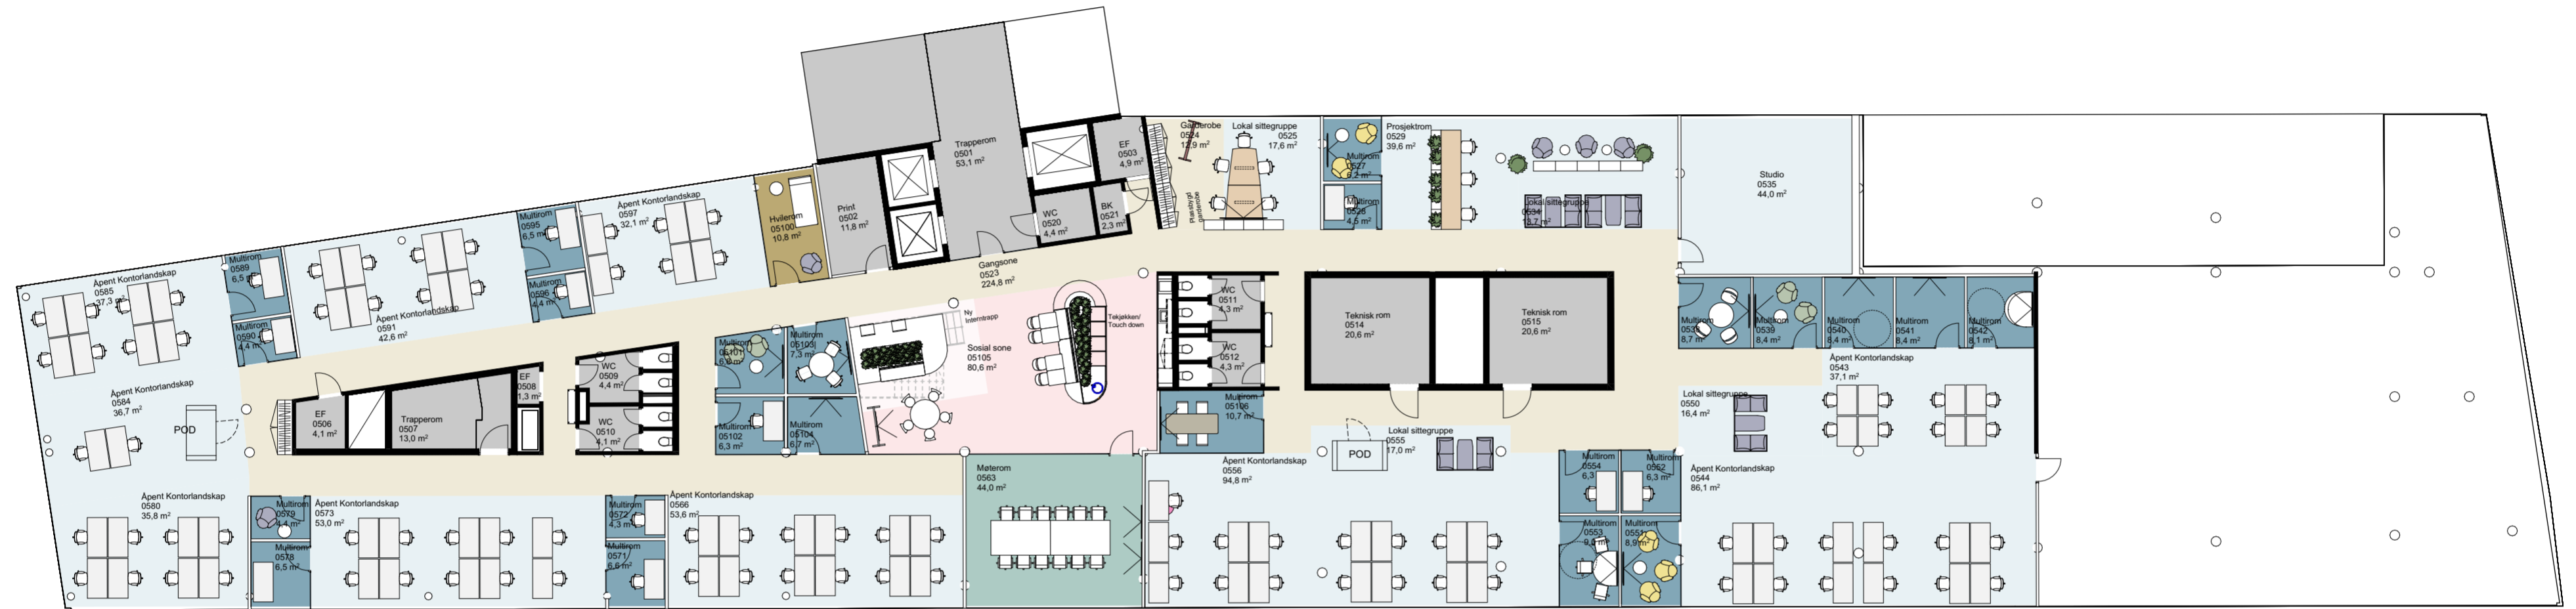 Trapperom
0501
53,1 m²
EF
0503
4,9 m²
Garderobe
0524
12,9 m²
Lokal sittegruppe
0525
17,6 m²
Multirom
0527
6,2 m²
Multirom
0528
4,5 m²
Prosjektrom
0529
39,6 m²
Lokal sittegruppe
0534
13,7 m²
Studio
0535
44,0 m²
Plassbygd
garderobe
WC
0520
4,4 m²
BK
0521
2,3 m²
Print
0502
11,8 m²
Hvilerom
05100
10,8 m²
Åpent Kontorlandskap
0597
32,1 m²
Multirom
0595
6,5 m²
Multirom
0596
4,4 m²
Åpent Kontorlandskap
0591
42,6 m²
Multirom
0589
6,5 m²
Multirom
0590
4,4 m²
Åpent Kontorlandskap
0585
37,3 m²
Åpent Kontorlandskap
0584
36,7 m²
POD
Gangsone
0523
224,8 m²
Ny
Interntrapp
Sosial sone
05105
80,6 m²
Tekjøkken/
Touch down
WC
0511
4,3 m²
WC
0512
4,3 m²
Multirom
05106
10,7 m²
Teknisk rom
0514
20,6 m²
Teknisk rom
0515
20,6 m²
Multirom
8,7 m²
Multirom
0539
8,4 m²
Multirom
0540
8,4 m²
Multirom
0541
8,4 m²
Multirom
0542
8,1 m²
Åpent Kontorlandskap
0543
37,1 m²
Lokal sittegruppe
0550
16,4 m²
Åpent Kontorlandskap
0544
86,1 m²
Multirom
05101
Multirom
05103
7,3 m²
Multirom
05102
6,3 m²
Multirom
05104
6,7 m²
EF
0506
4,1 m²
Trapperom
0507
13,0 m²
EF
0508
1,3 m²
WC
0509
4,4 m²
WC
0510
4,1 m²
Åpent Kontorlandskap
0580
35,8 m²
Multirom
0579
4,4 m²
Multirom
0578
6,5 m²
Åpent Kontorlandskap
0573
53,0 m²
Multirom
0572
4,3 m²
Multirom
0571
6,6 m²
Åpent Kontorlandskap
0566
53,6 m²
Møterom
0563
44,0 m²
Åpent Kontorlandskap
0556
94,8 m²
POD
Lokal sittegruppe
0555
17,0 m²
Multirom
0554
6,3
Multirom
0552
6,3 m²
Multirom
0553
Multirom
0551
8,9 m²